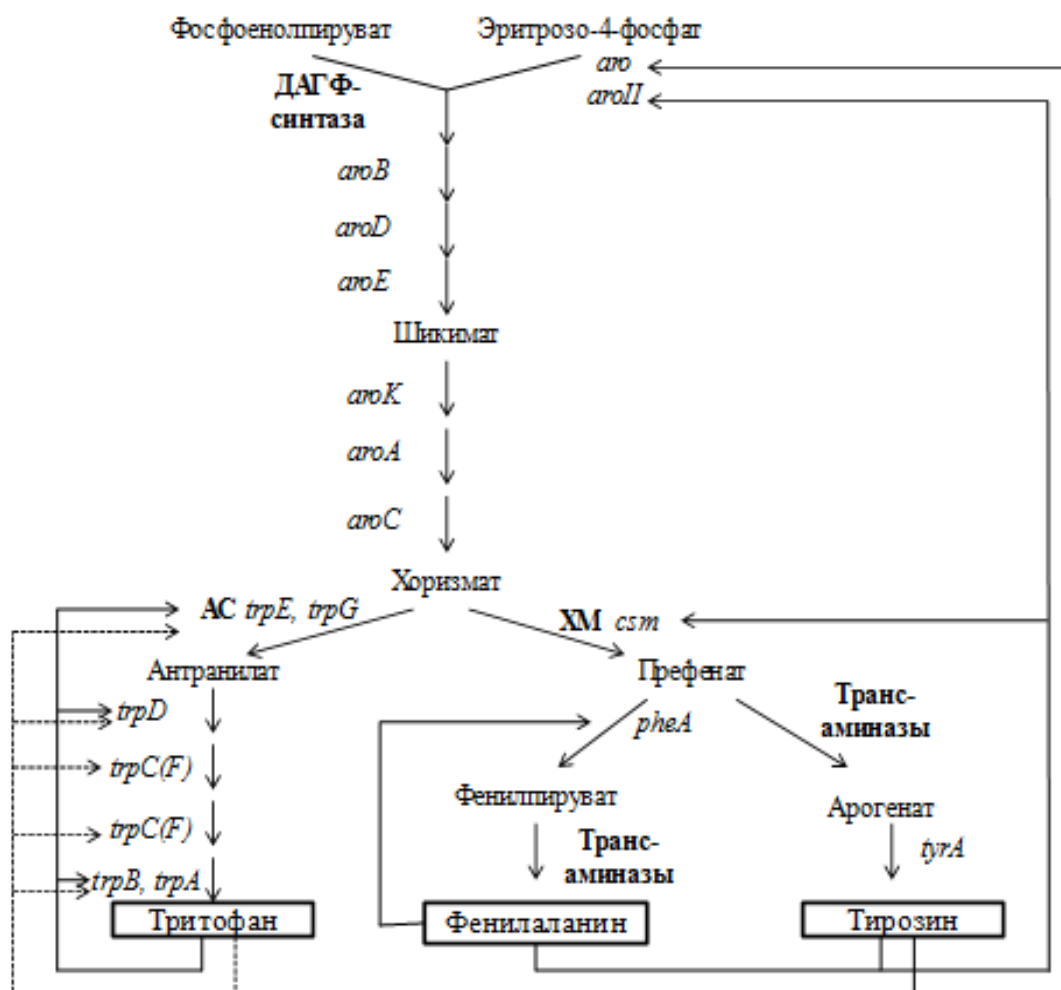 Фосфоенолпируват
Эритрозо-4-фосфат
aro
ДАГФ-
синтаза
aroII
aroB
aroD
aroE
Шикимат
aroK
aroA
aroC
Хоризмат
АС trpE, trpG
ХМ csm
Антранилат
Префенат
trpD
pheA
Транс-
аминазы
trpC(F)
Фенилпируват
Арогенат
trpC(F)
Транс-
аминазы
tyrA
trpB, trpA
Тритофан
Фенилаланин
Тирозин